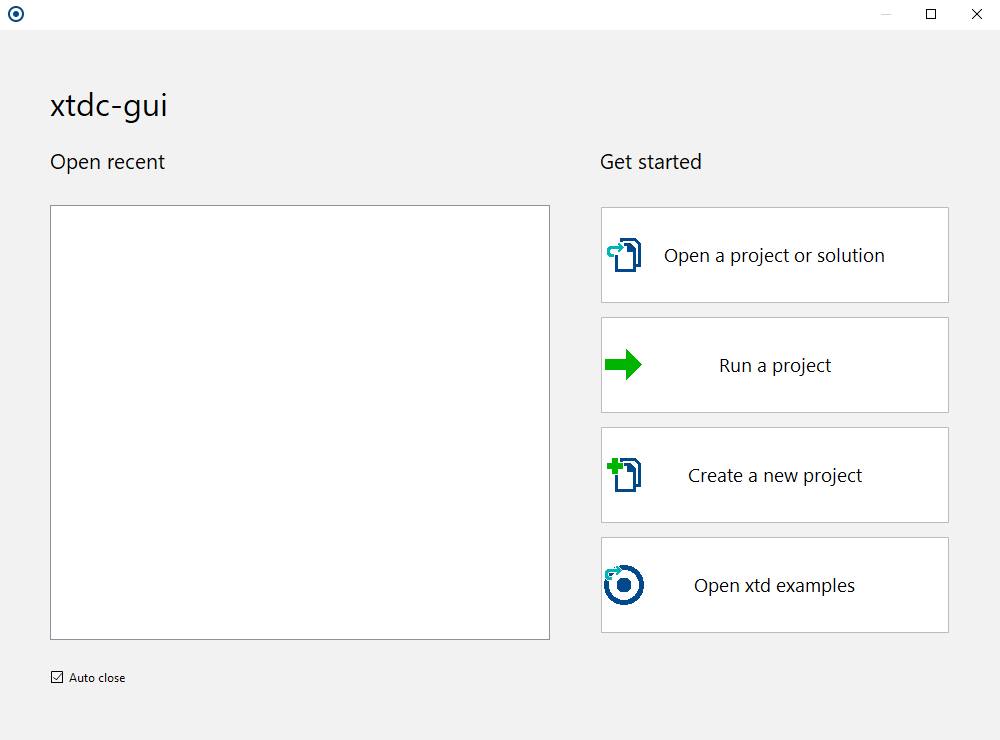 xtdc-gui
Open recent
Get started
Open a project or solution
Run a project
Create a new project
Open xtd examples
Auto close